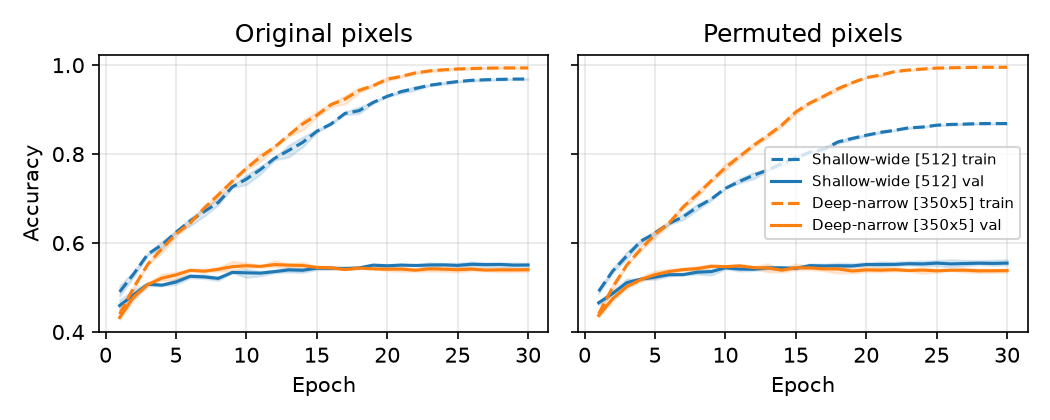 Original pixels
Permuted pixels
Accuracy
1.0
0.8
0.6
0.4
Shallow-wide [512] train
Shallow-wide [512] val
Deep-narrow [350x5] train
Deep-narrow [350x5] val
0 5 10 15 20 25 30
0 5 10 15 20 25 30
Epoch
Epoch